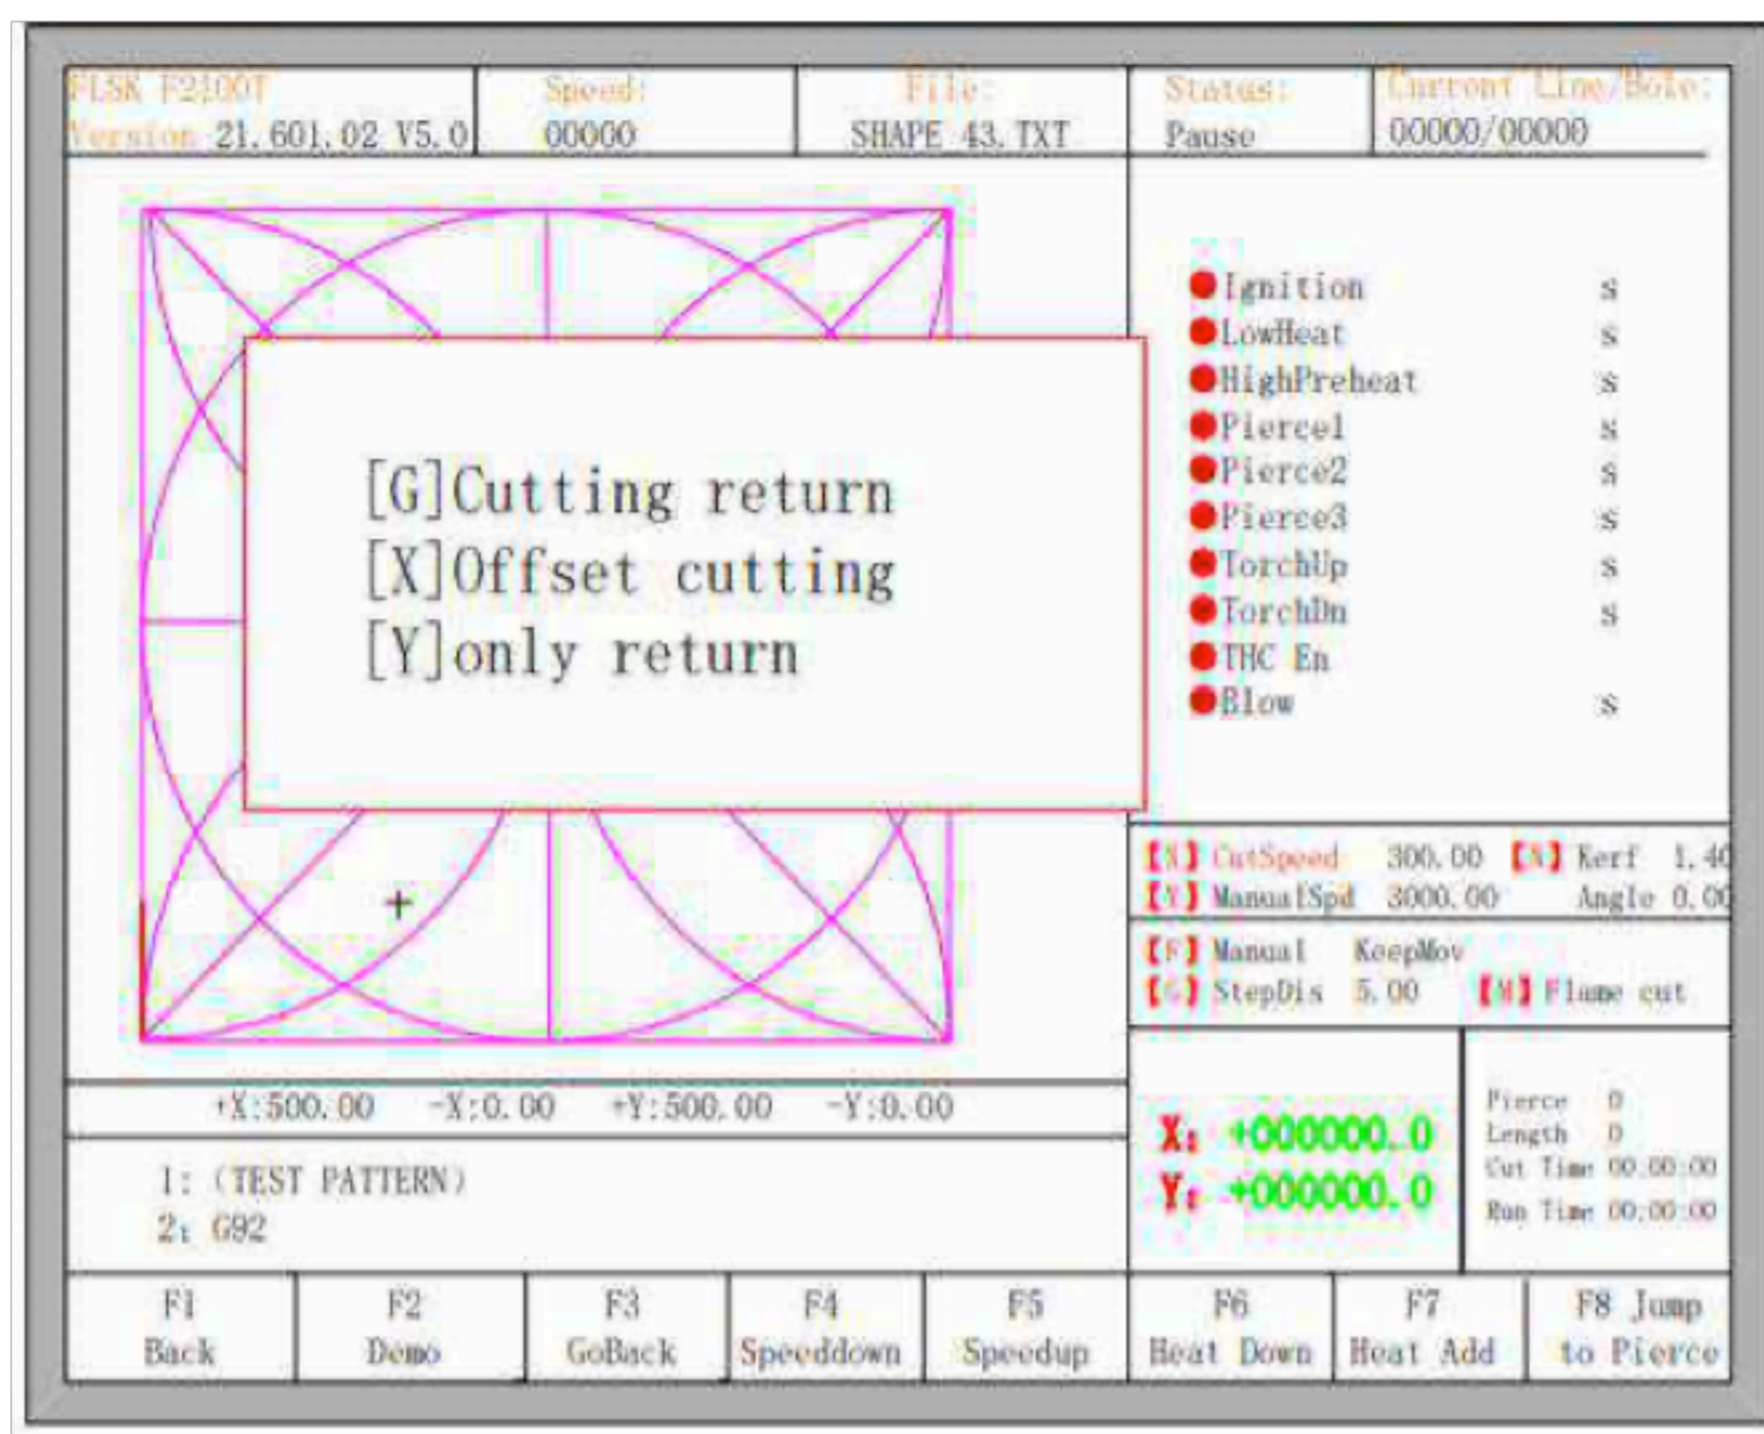 FLSK F2100T
Version 21.601.02 V5.0
Speed:
00000
File:
SHAPE 43.TXT
Status:
Pause
Current Line/Hole:
00000/00000
[G]Cutting return
[X]Offset cutting
[Y]only return
Ignition s
LowHeat s
HighPreheat s
Pierce1 s
Pierce2 s
Pierce3 s
TorchUp s
TorchDn s
THC En
Blow s
【X】CutSpeed 300.00 【N】Kerf 1.40
【Y】ManualSpd 3000.00 Angle 0.00
【F】Manual KeepMov
【G】StepDis 5.00 【M】Flame cut
+X:500.00 -X:0.00 +Y:500.00 -Y:0.00
1: (TEST PATTERN)
2: G92
X: +000000.0
Y: +000000.0
Pierce 0
Length 0
Cut Time 00:00:00
Run Time 00:00:00
F1
Back
F2
Demo
F3
GoBack
F4
Speeddown
F5
Speedup
F6
Heat Down
F7
Heat Add
F8 Jump
to Pierce